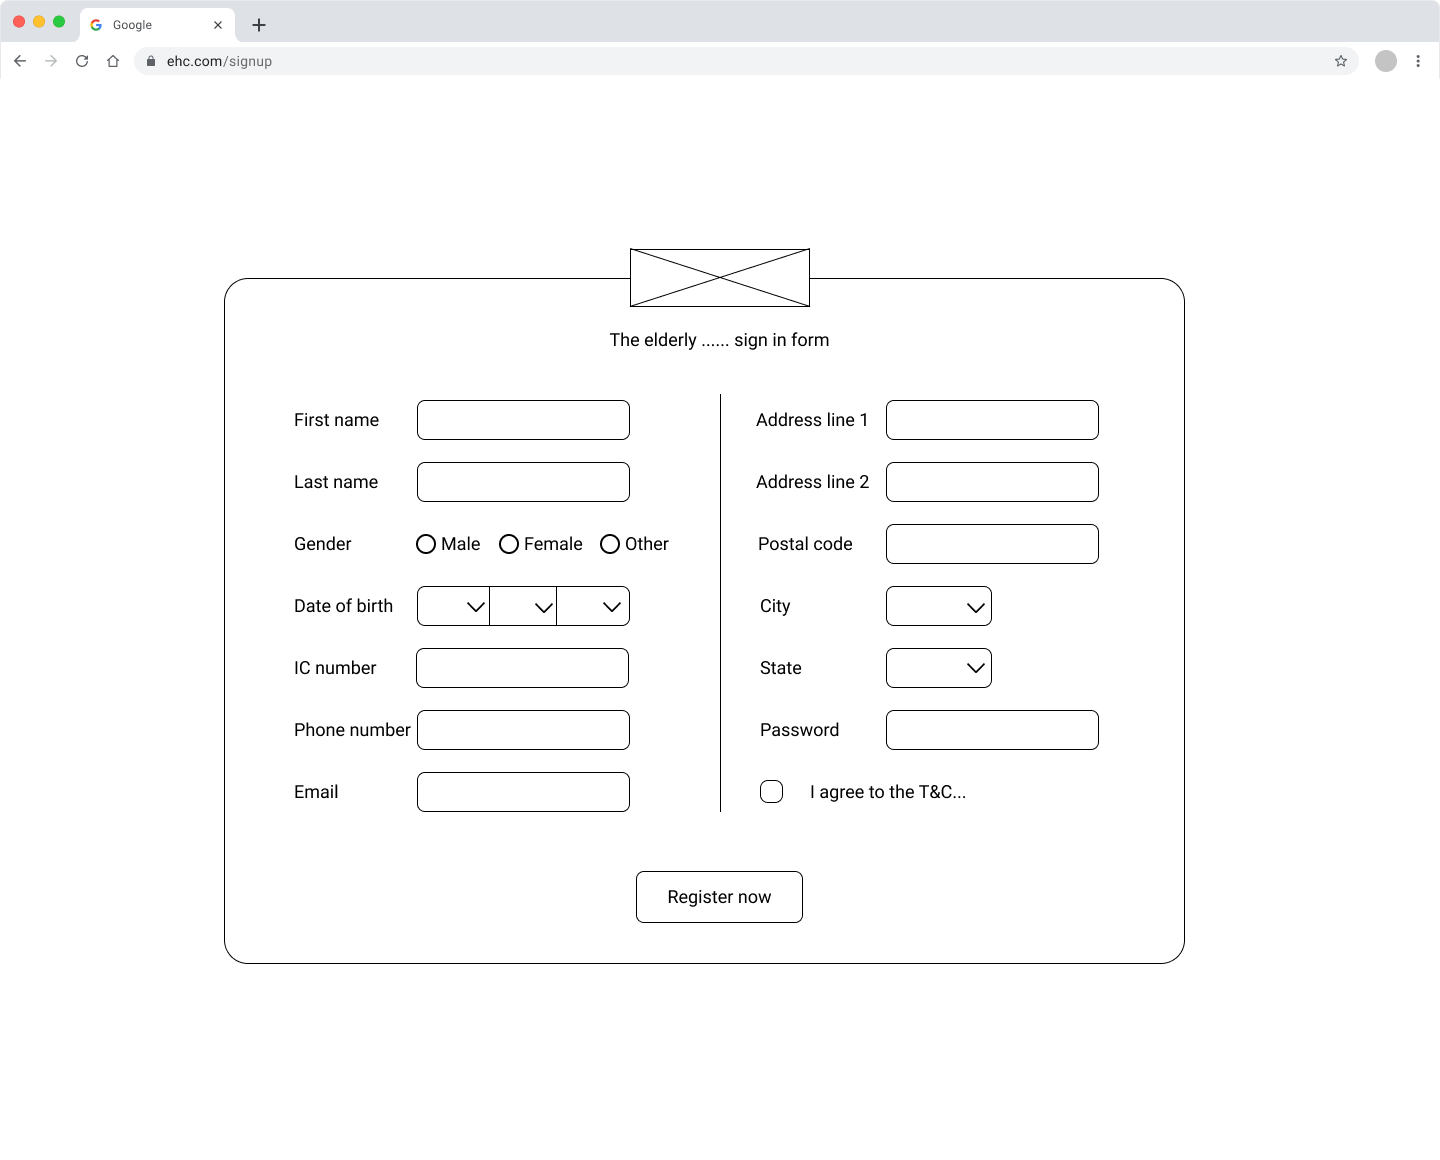 Google
ehc.com/signup
The elderly ...... sign in form
First name
Last name
Gender
Male
Female
Other
Date of birth
IC number
Phone number
Email
Address line 1
Address line 2
Postal code
City
State
Password
I agree to the T&C...
Register now